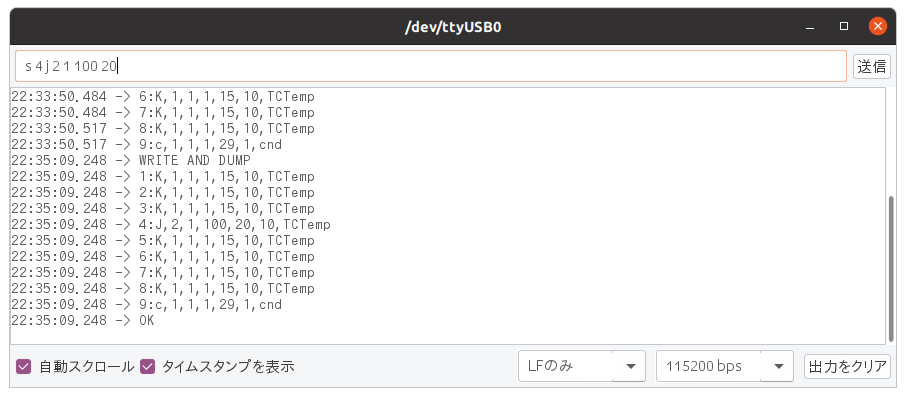 /dev/ttyUSB0
s 4 j 2 1 100 20
送信
22:33:50.484 -> 6:K,1,1,1,15,10,TCTemp
22:33:50.484 -> 7:K,1,1,1,15,10,TCTemp
22:33:50.517 -> 8:K,1,1,1,15,10,TCTemp
22:33:50.517 -> 9:c,1,1,1,29,1,cnd
22:35:09.248 -> WRITE AND DUMP
22:35:09.248 -> 1:K,1,1,1,15,10,TCTemp
22:35:09.248 -> 2:K,1,1,1,15,10,TCTemp
22:35:09.248 -> 3:K,1,1,1,15,10,TCTemp
22:35:09.248 -> 4:J,2,1,100,20,10,TCTemp
22:35:09.248 -> 5:K,1,1,1,15,10,TCTemp
22:35:09.248 -> 6:K,1,1,1,15,10,TCTemp
22:35:09.248 -> 7:K,1,1,1,15,10,TCTemp
22:35:09.248 -> 8:K,1,1,1,15,10,TCTemp
22:35:09.248 -> 9:c,1,1,1,29,1,cnd
22:35:09.248 -> OK
自動スクロール タイムスタンプを表示 LFのみ 115200 bps 出力をクリア